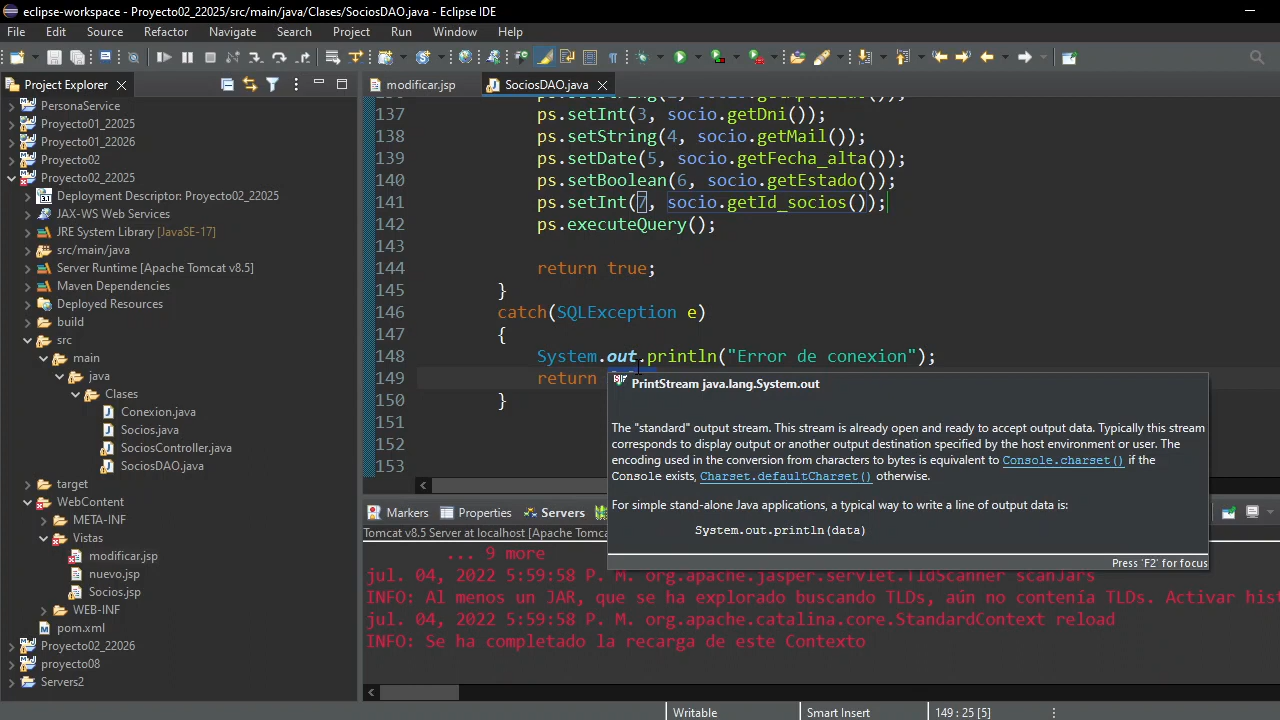 eclipse-workspace - Proyecto02_22025/src/main/java/Clases/SociosDAO.java - Eclipse IDE
File Edit Source Refactor Navigate Search Project Run Window Help
Project Explorer
PersonaService
Proyecto01_22025
Proyecto01_22026
Proyecto02
Proyecto02_22025
Deployment Descriptor: Proyecto02_22025
JAX-WS Web Services
JRE System Library [JavaSE-17]
src/main/java
Server Runtime [Apache Tomcat v8.5]
Maven Dependencies
Deployed Resources
build
src
main
java
Clases
Conexion.java
Socios.java
SociosController.java
SociosDAO.java
target
WebContent
META-INF
Vistas
modificar.jsp
nuevo.jsp
Socios.jsp
WEB-INF
pom.xml
Proyecto02_22026
proyecto08
Servers2
modificar.jsp SociosDAO.java
137 ps.setInt(3, socio.getDni());
138 ps.setString(4, socio.getMail());
139 ps.setDate(5, socio.getFecha_alta());
140 ps.setBoolean(6, socio.getEstado());
141 ps.setInt(7, socio.getId_socios());
142 ps.executeQuery();
143
144 return true;
145 }
146 catch(SQLException e)
147 {
148 System.out.println("Error de conexion");
149 return
150 }
151
152
153
PrintStream java.lang.System.out
The "standard" output stream. This stream is already open and ready to accept output data. Typically this stream
corresponds to display output or another output destination specified by the host environment or user. The
encoding used in the conversion from characters to bytes is equivalent to Console.charset() if the
Console exists, Charset.defaultCharset() otherwise.
For simple stand-alone Java applications, a typical way to write a line of output data is:
System.out.println(data)
Press 'F2' for focus
Markers Properties Servers
Tomcat v8.5 Server at localhost [Apache Tomca
... 9 more
jul. 04, 2022 5:59:58 P. M. org.apache.jasper.servlet.TldScanner scanJars
INFO: Al menos un JAR, que se ha explorado buscando TLDs, aún no contenía TLDs. Activar hist
jul. 04, 2022 5:59:58 P. M. org.apache.catalina.core.StandardContext reload
INFO: Se ha completado la recarga de este Contexto
Writable Smart Insert 149 : 25 [5]